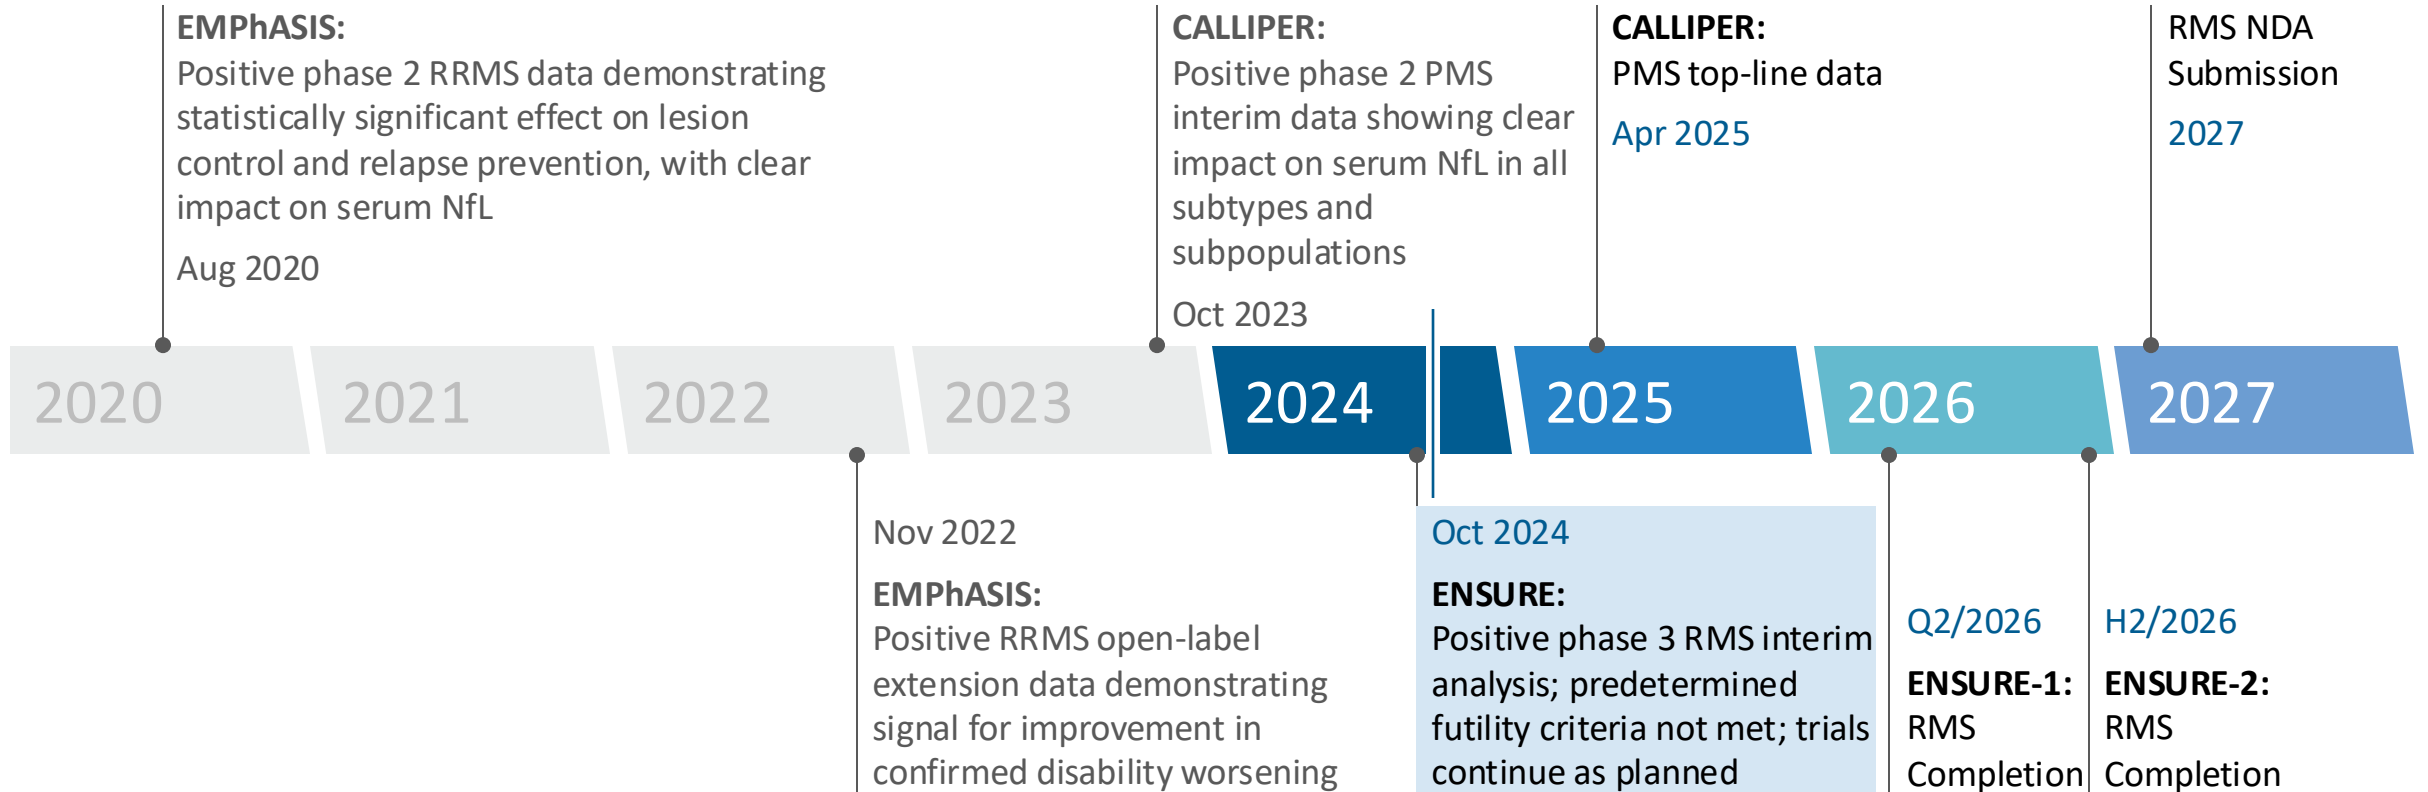 EMPhASIS:
Positive phase 2 RRMS data demonstrating
statistically significant effect on lesion
control and relapse prevention, with clear
impact on serum NfL
Aug 2020
CALLIPER:
Positive phase 2 PMS
interim data showing clear
impact on serum NfL in all
subtypes and
subpopulations
Oct 2023
CALLIPER:
PMS top-line data
Apr 2025
RMS NDA
Submission
2027
2020
2021
2022
2023
2024
2025
2026
2027
Nov 2022
EMPhASIS:
Positive RRMS open-label
extension data demonstrating
signal for improvement in
confirmed disability worsening
Oct 2024
ENSURE:
Positive phase 3 RMS interim
analysis; predetermined
futility criteria not met; trials
continue as planned
Q2/2026
ENSURE-1:
RMS
Completion
H2/2026
ENSURE-2:
RMS
Completion